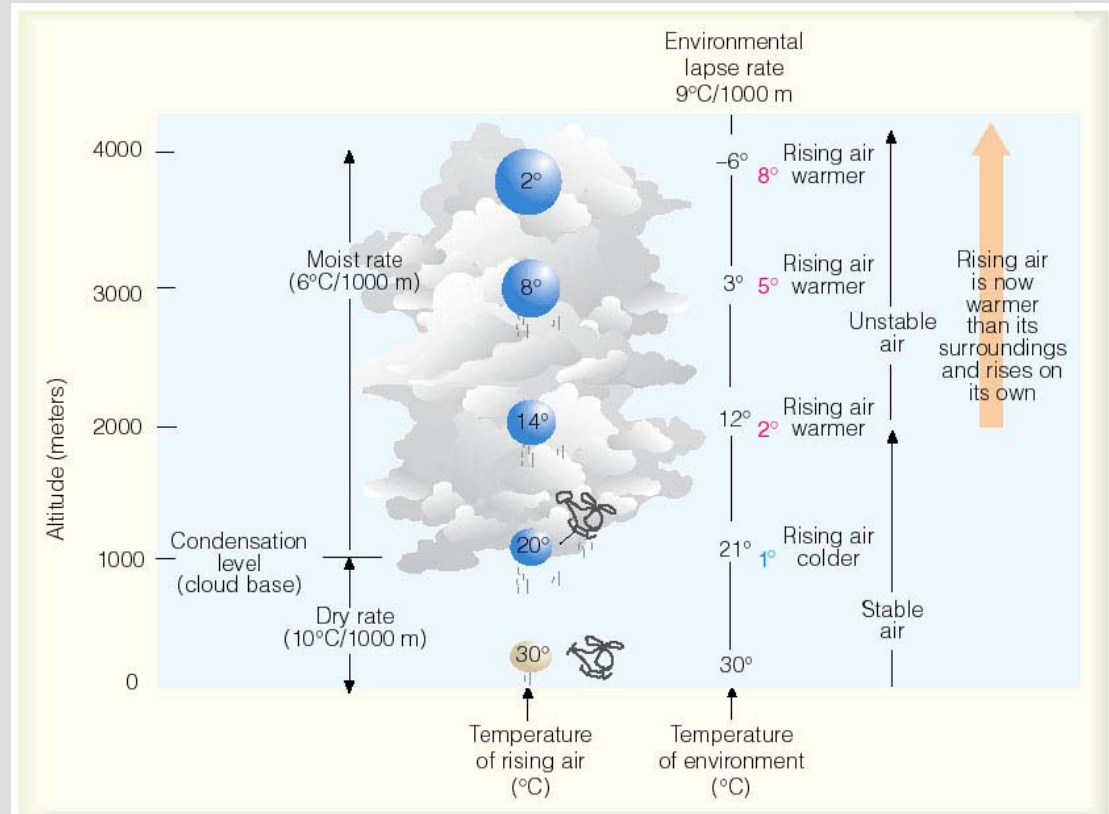 Environmental
lapse rate
9°C/1000 m
4000
2°
–6°
8°
Rising air
warmer
Moist rate
(6°C/1000 m)
3000
8°
3°
5°
Rising air
warmer
Unstable
air
Rising air
is now
warmer
than its
surroundings
and rises on
its own
Altitude (meters)
2000
14°
12°
2°
Rising air
warmer
Condensation
level
(cloud base)
1000
20°
21°
1°
Rising air
colder
Dry rate
(10°C/1000 m)
Stable
air
0
30°
30°
Temperature
of rising air
(°C)
Temperature
of environment
(°C)